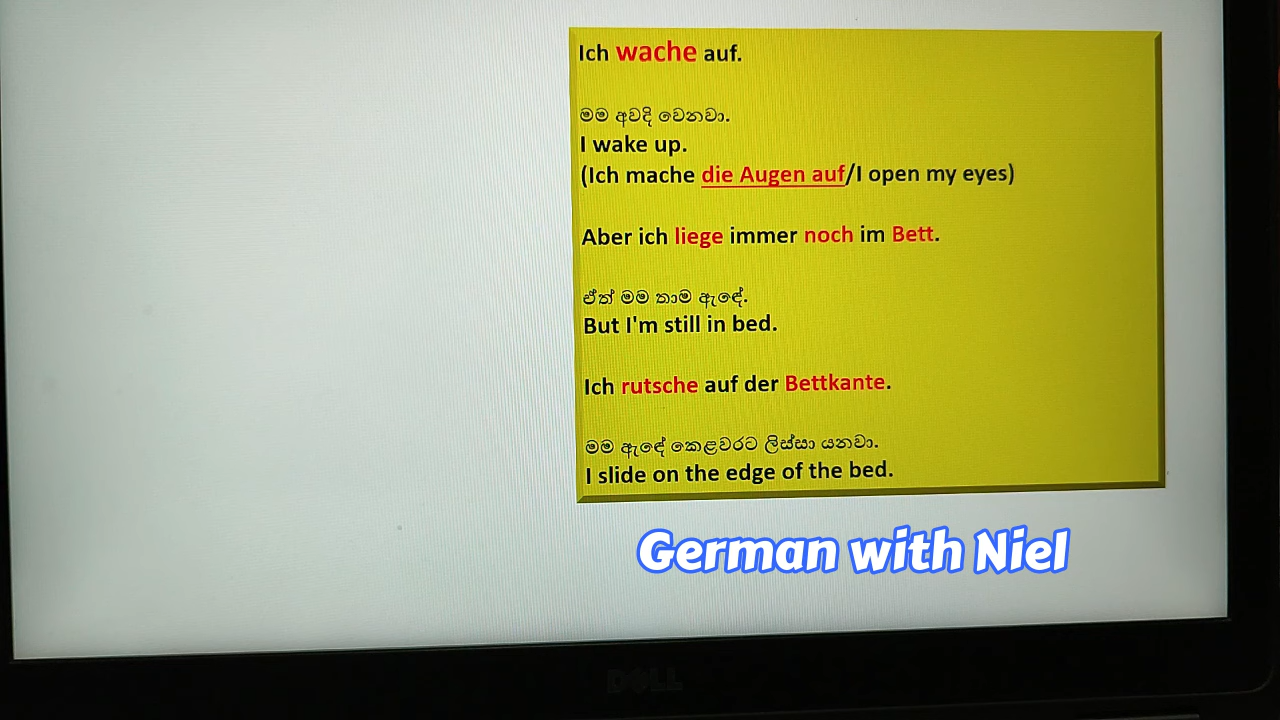 Ich wache auf.
මම අවදි වෙනවා.
I wake up.
(Ich mache die Augen auf/I open my eyes)
Aber ich liege immer noch im Bett.
ඒත් මම තාම ඇඳේ.
But I'm still in bed.
Ich rutsche auf der Bettkante.
මම ඇඳේ කෙළවරට ලිස්සා යනවා.
I slide on the edge of the bed.
German with Niel
DELL